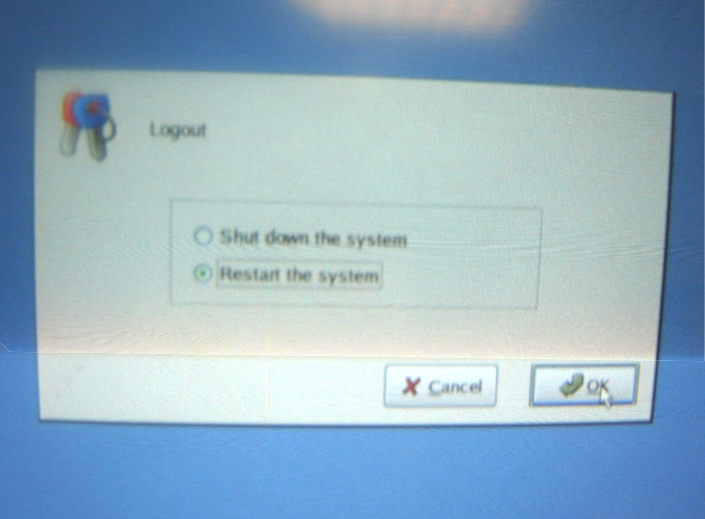 Logout
Shut down the system
Restart the system
Cancel
OK